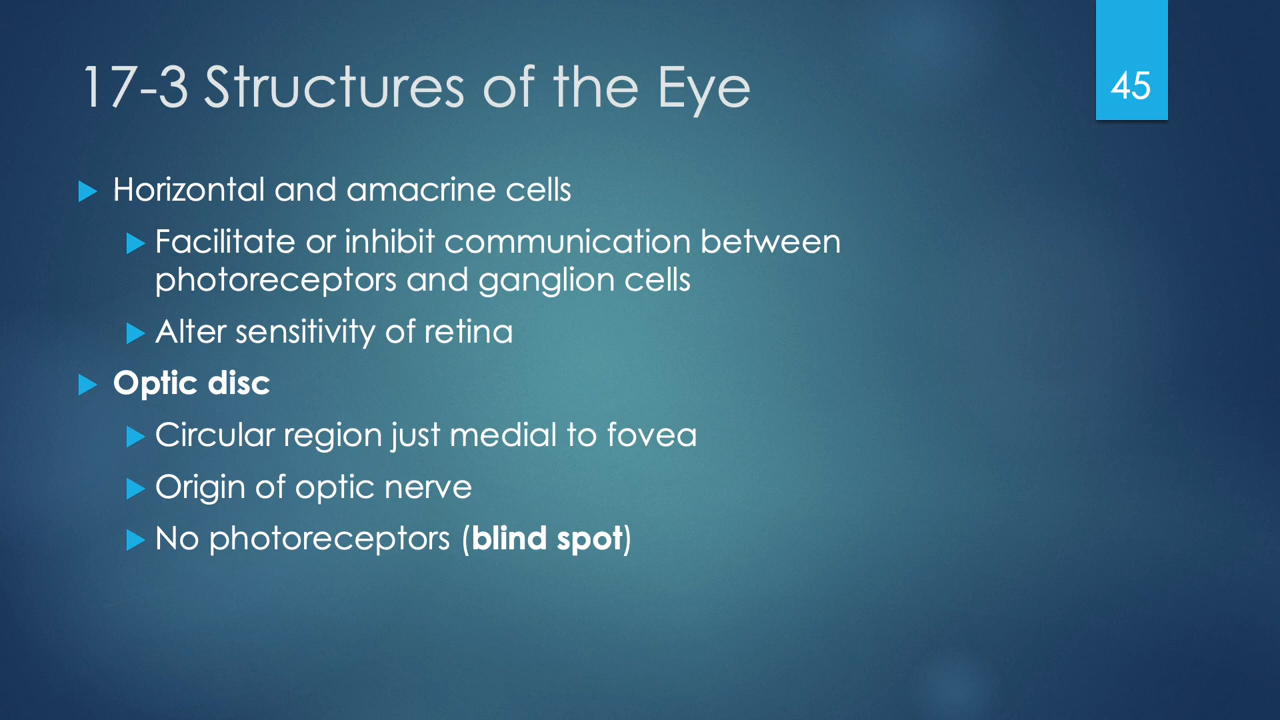 17-3 Structures of the Eye
45
Horizontal and amacrine cells
Facilitate or inhibit communication between
photoreceptors and ganglion cells
Alter sensitivity of retina
Optic disc
Circular region just medial to fovea
Origin of optic nerve
No photoreceptors (blind spot)